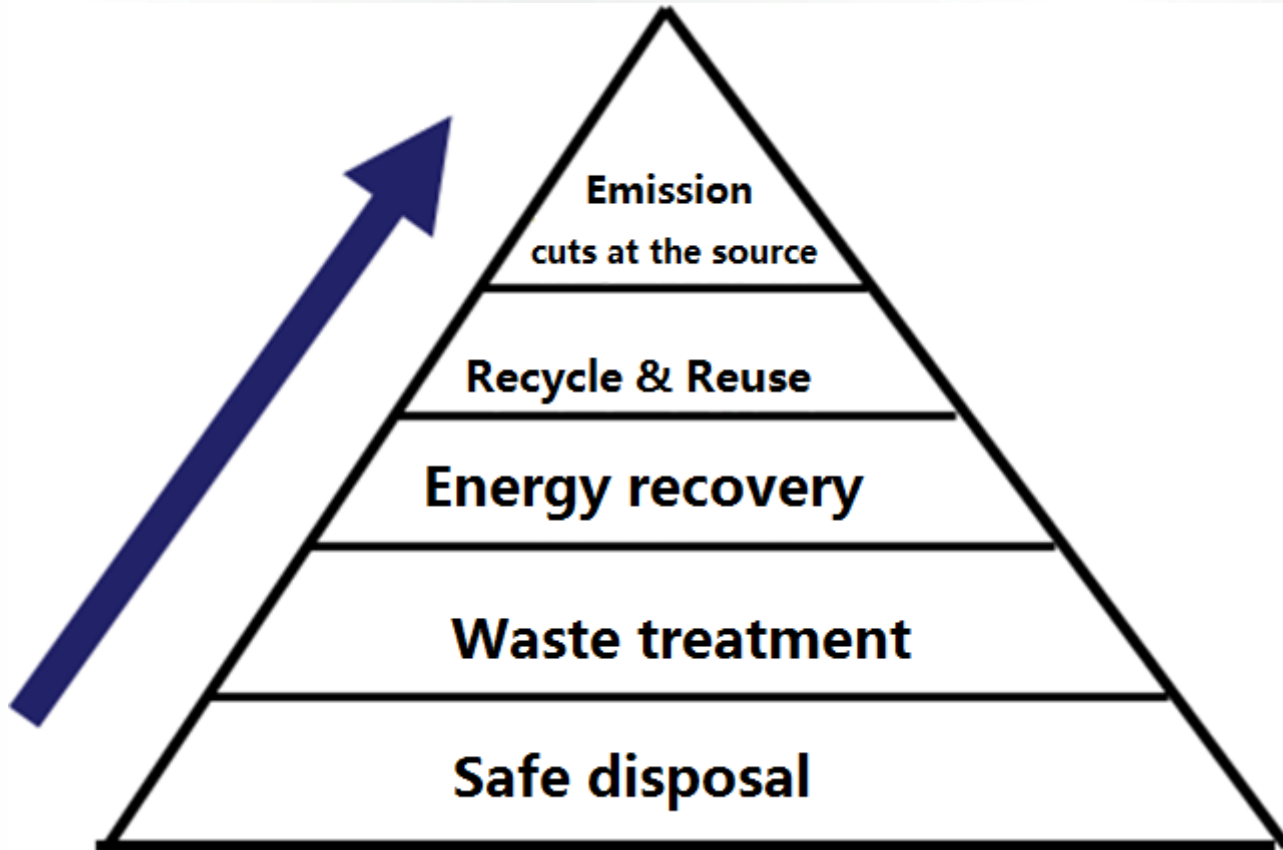 Emission
cuts at the source
Recycle & Reuse
Energy recovery
Waste treatment
Safe disposal